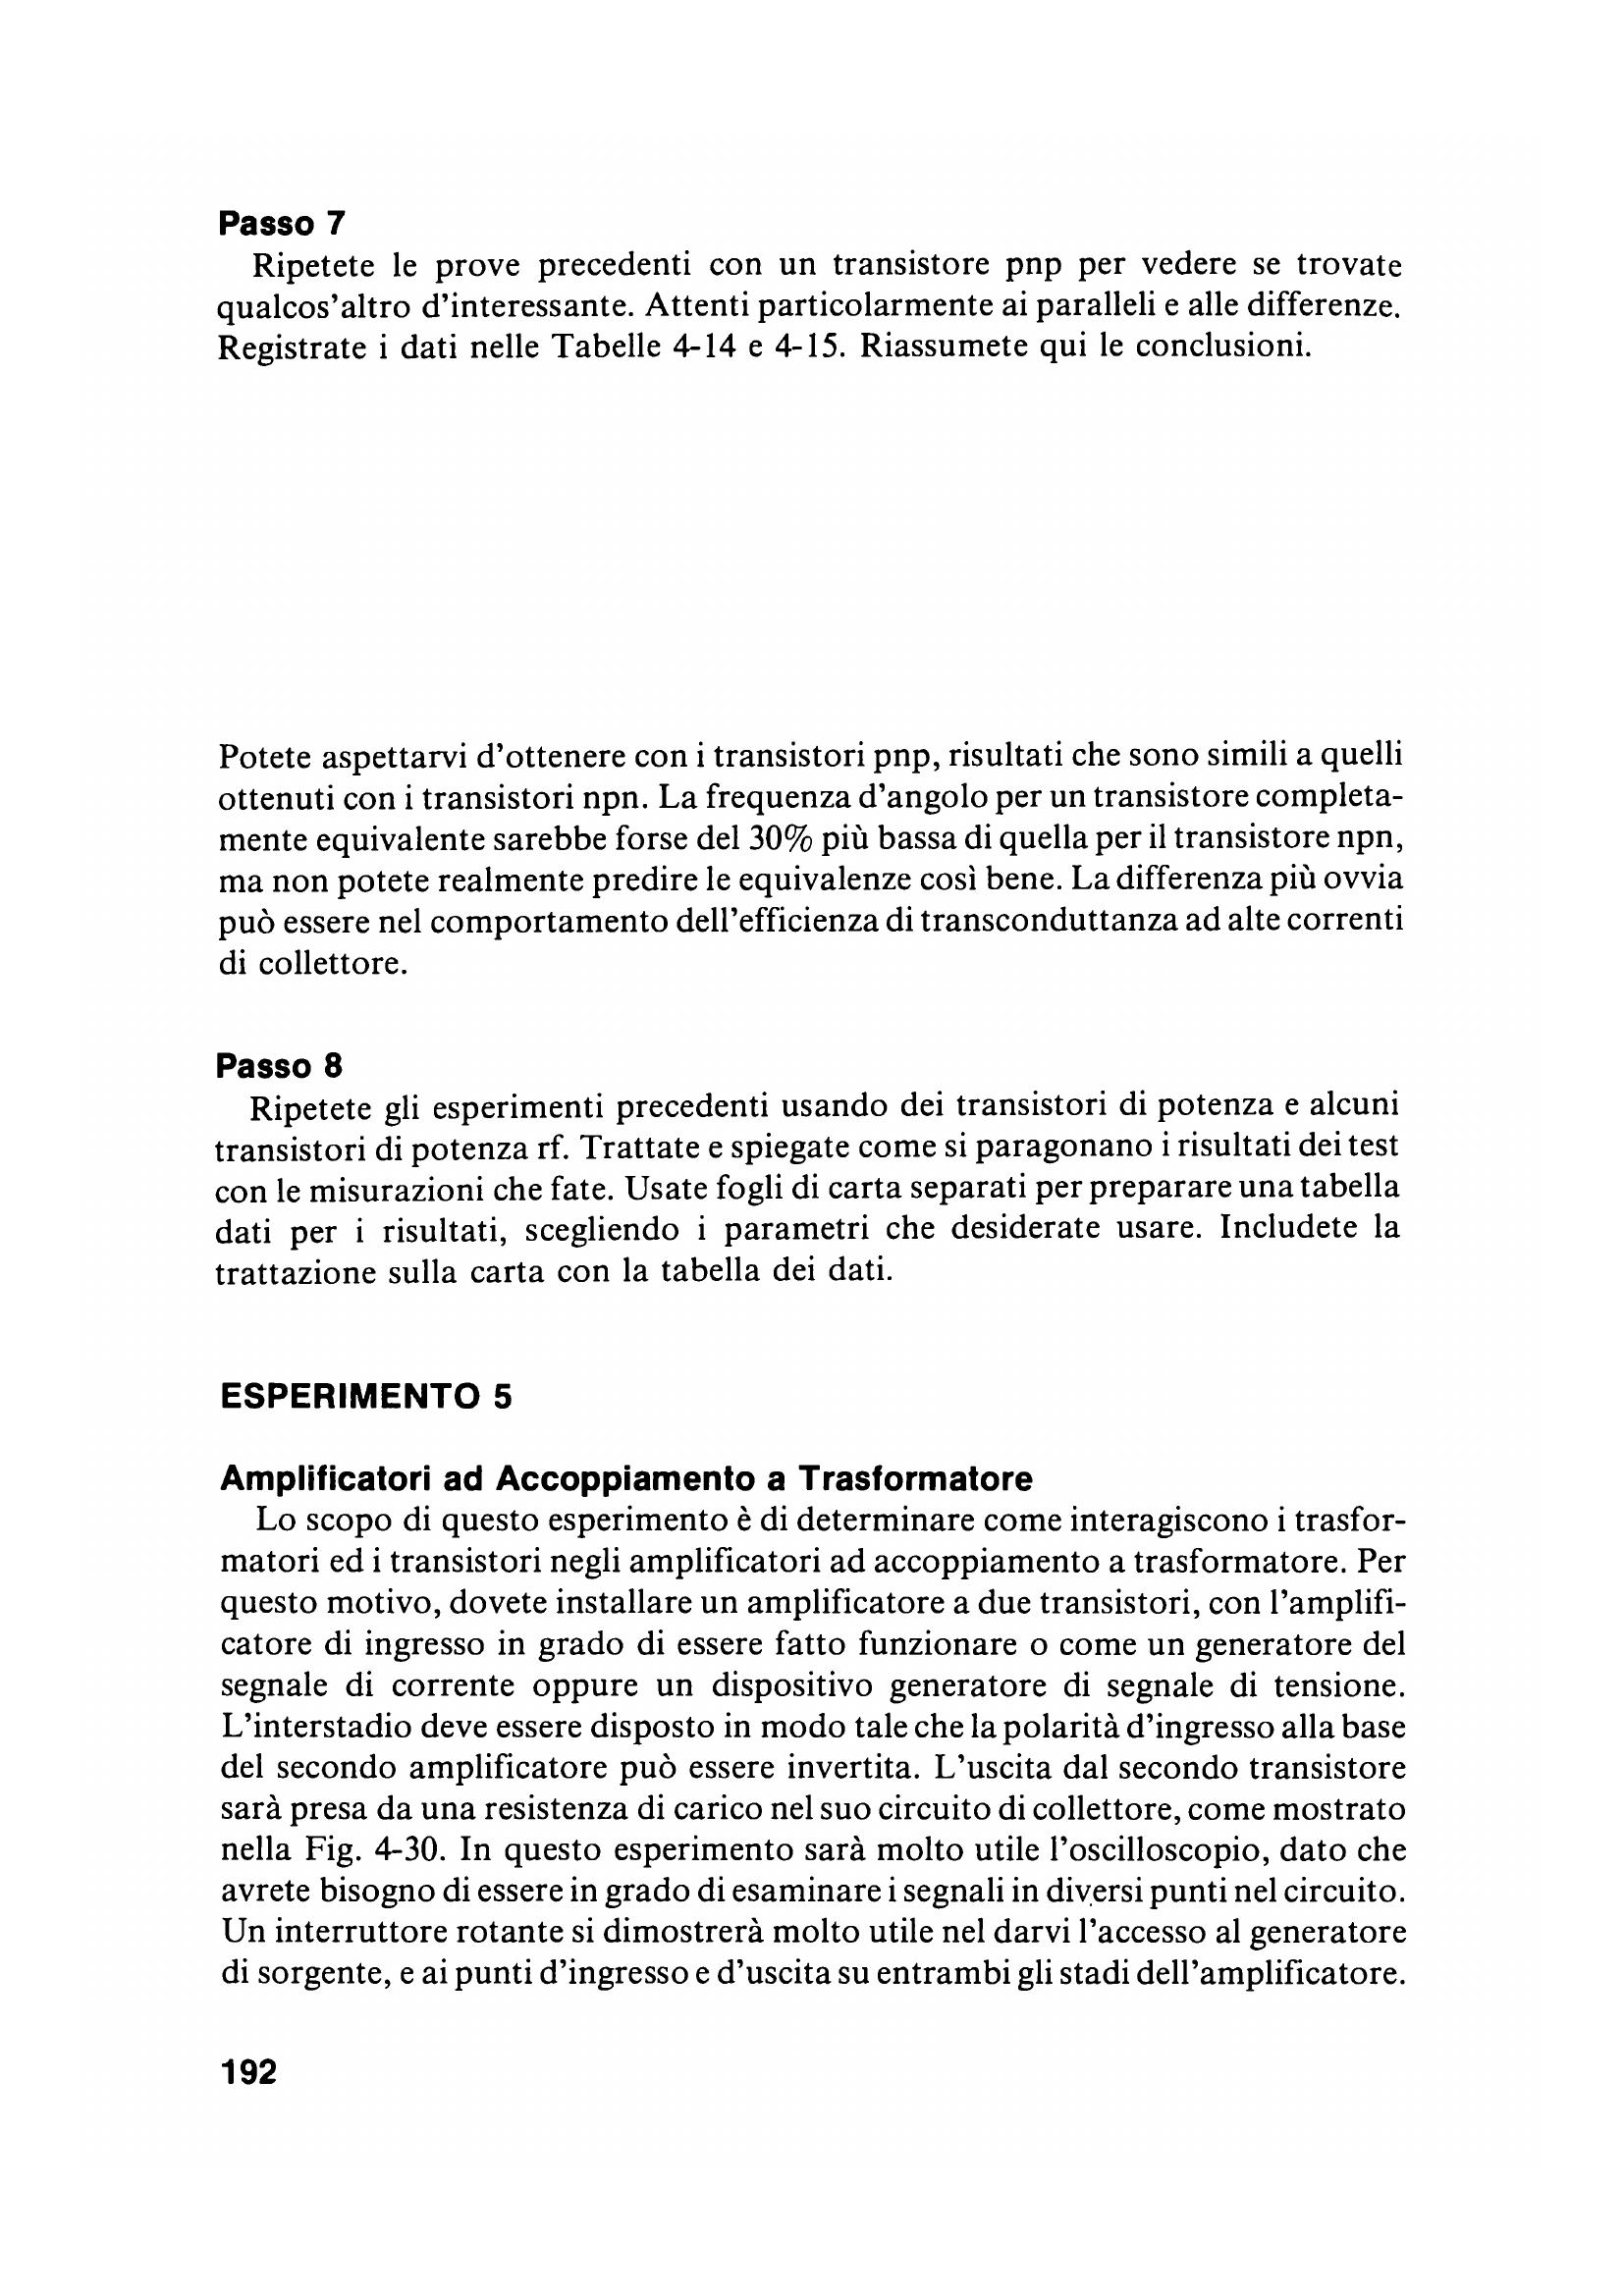 Passo 7
Ripetete le prove precedenti con un transistore pnp per vedere se trovate
qualcos'altro d'interessante. Attenti particolarmente ai paralleli e alle differenze.
Registrate i dati nelle Tabelle 4-14 e 4-15. Riassumete qui le conclusioni.
Potete aspettarvi d'ottenere con i transistori pnp, risultati che sono simili a quelli
ottenuti con i transistori npn. La frequenza d'angolo per un transistore completa-
mente equivalente sarebbe forse del 30% più bassa di quella per il transistore npn,
ma non potete realmente predire le equivalenze così bene. La differenza più ovvia
può essere nel comportamento dell'efficienza di transconduttanza ad alte correnti
di collettore.
Passo 8
Ripetete gli esperimenti precedenti usando dei transistori di potenza e alcuni
transistori di potenza rf. Trattate e spiegate come si paragonano i risultati dei test
con le misurazioni che fate. Usate fogli di carta separati per preparare una tabella
dati per i risultati, scegliendo i parametri che desiderate usare. Includete la
trattazione sulla carta con la tabella dei dati.
ESPERIMENTO 5
Amplificatori ad Accoppiamento a Trasformatore
Lo scopo di questo esperimento è di determinare come interagiscono i trasfor-
matori ed i transistori negli amplificatori ad accoppiamento a trasformatore. Per
questo motivo, dovete installare un amplificatore a due transistori, con l'amplifi-
catore di ingresso in grado di essere fatto funzionare o come un generatore del
segnale di corrente oppure un dispositivo generatore di segnale di tensione.
L'interstadio deve essere disposto in modo tale che la polarità d'ingresso alla base
del secondo amplificatore può essere invertita. L'uscita dal secondo transistore
sarà presa da una resistenza di carico nel suo circuito di collettore, come mostrato
nella Fig. 4-30. In questo esperimento sarà molto utile l'oscilloscopio, dato che
avrete bisogno di essere in grado di esaminare i segnali in diversi punti nel circuito.
Un interruttore rotante si dimostrerà molto utile nel darvi l'accesso al generatore
di sorgente, e ai punti d'ingresso e d'uscita su entrambi gli stadi dell'amplificatore.
192